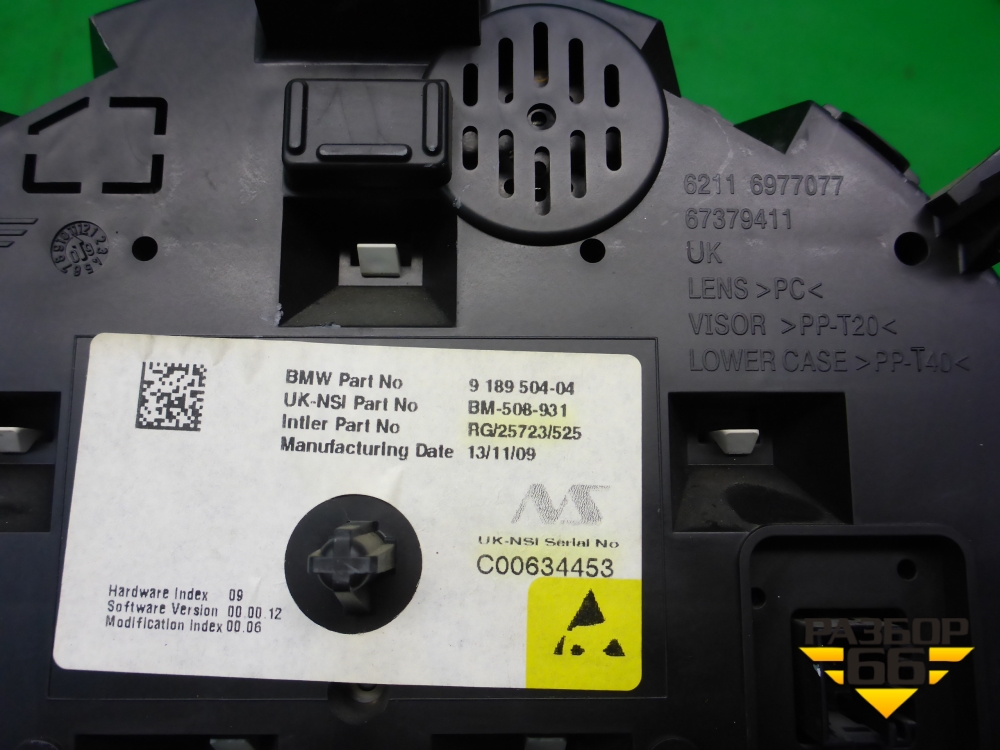 6211 6977077
67379411
UK
LENS >PC<
VISOR >PP-T20<
LOWER CASE >PP-T40<
BMW Part No 9 189 504-04
UK-NSI Part No BM-508-931
Intler Part No RG/25723/525
Manufacturing Date 13/11/09
UK-NSI Serial No
C00634453
Hardware Index 09
Software Version 00.00.12
Modification Index 00.06
РАЗБОР
66